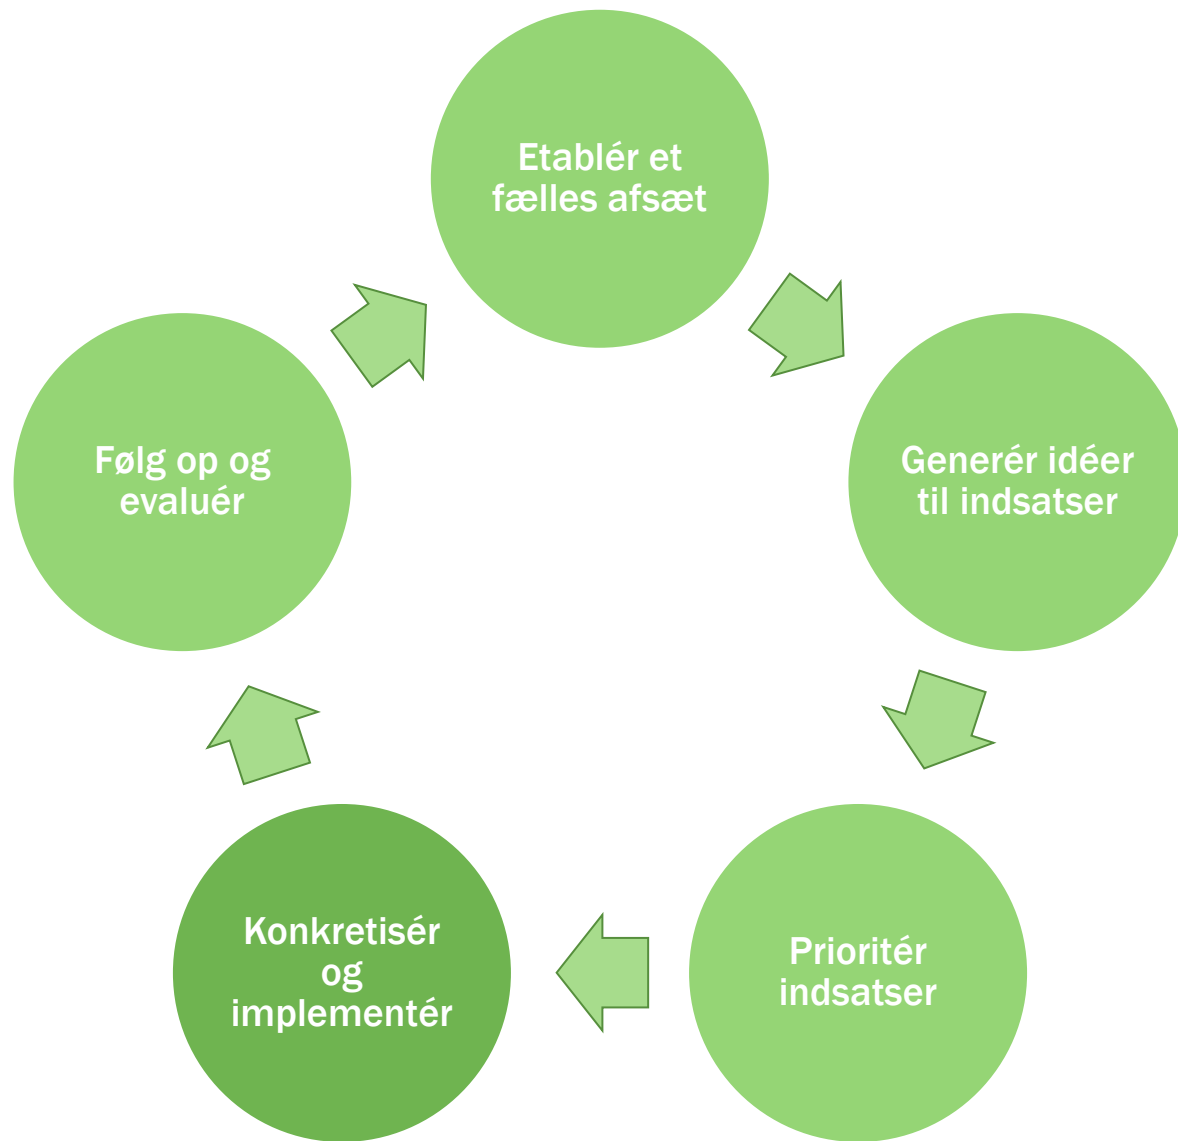 Etablér et
fælles afsæt
Generér idéer
til indsatser
Prioritér
indsatser
Konkretisér
og
implementér
Følg op og
evaluér